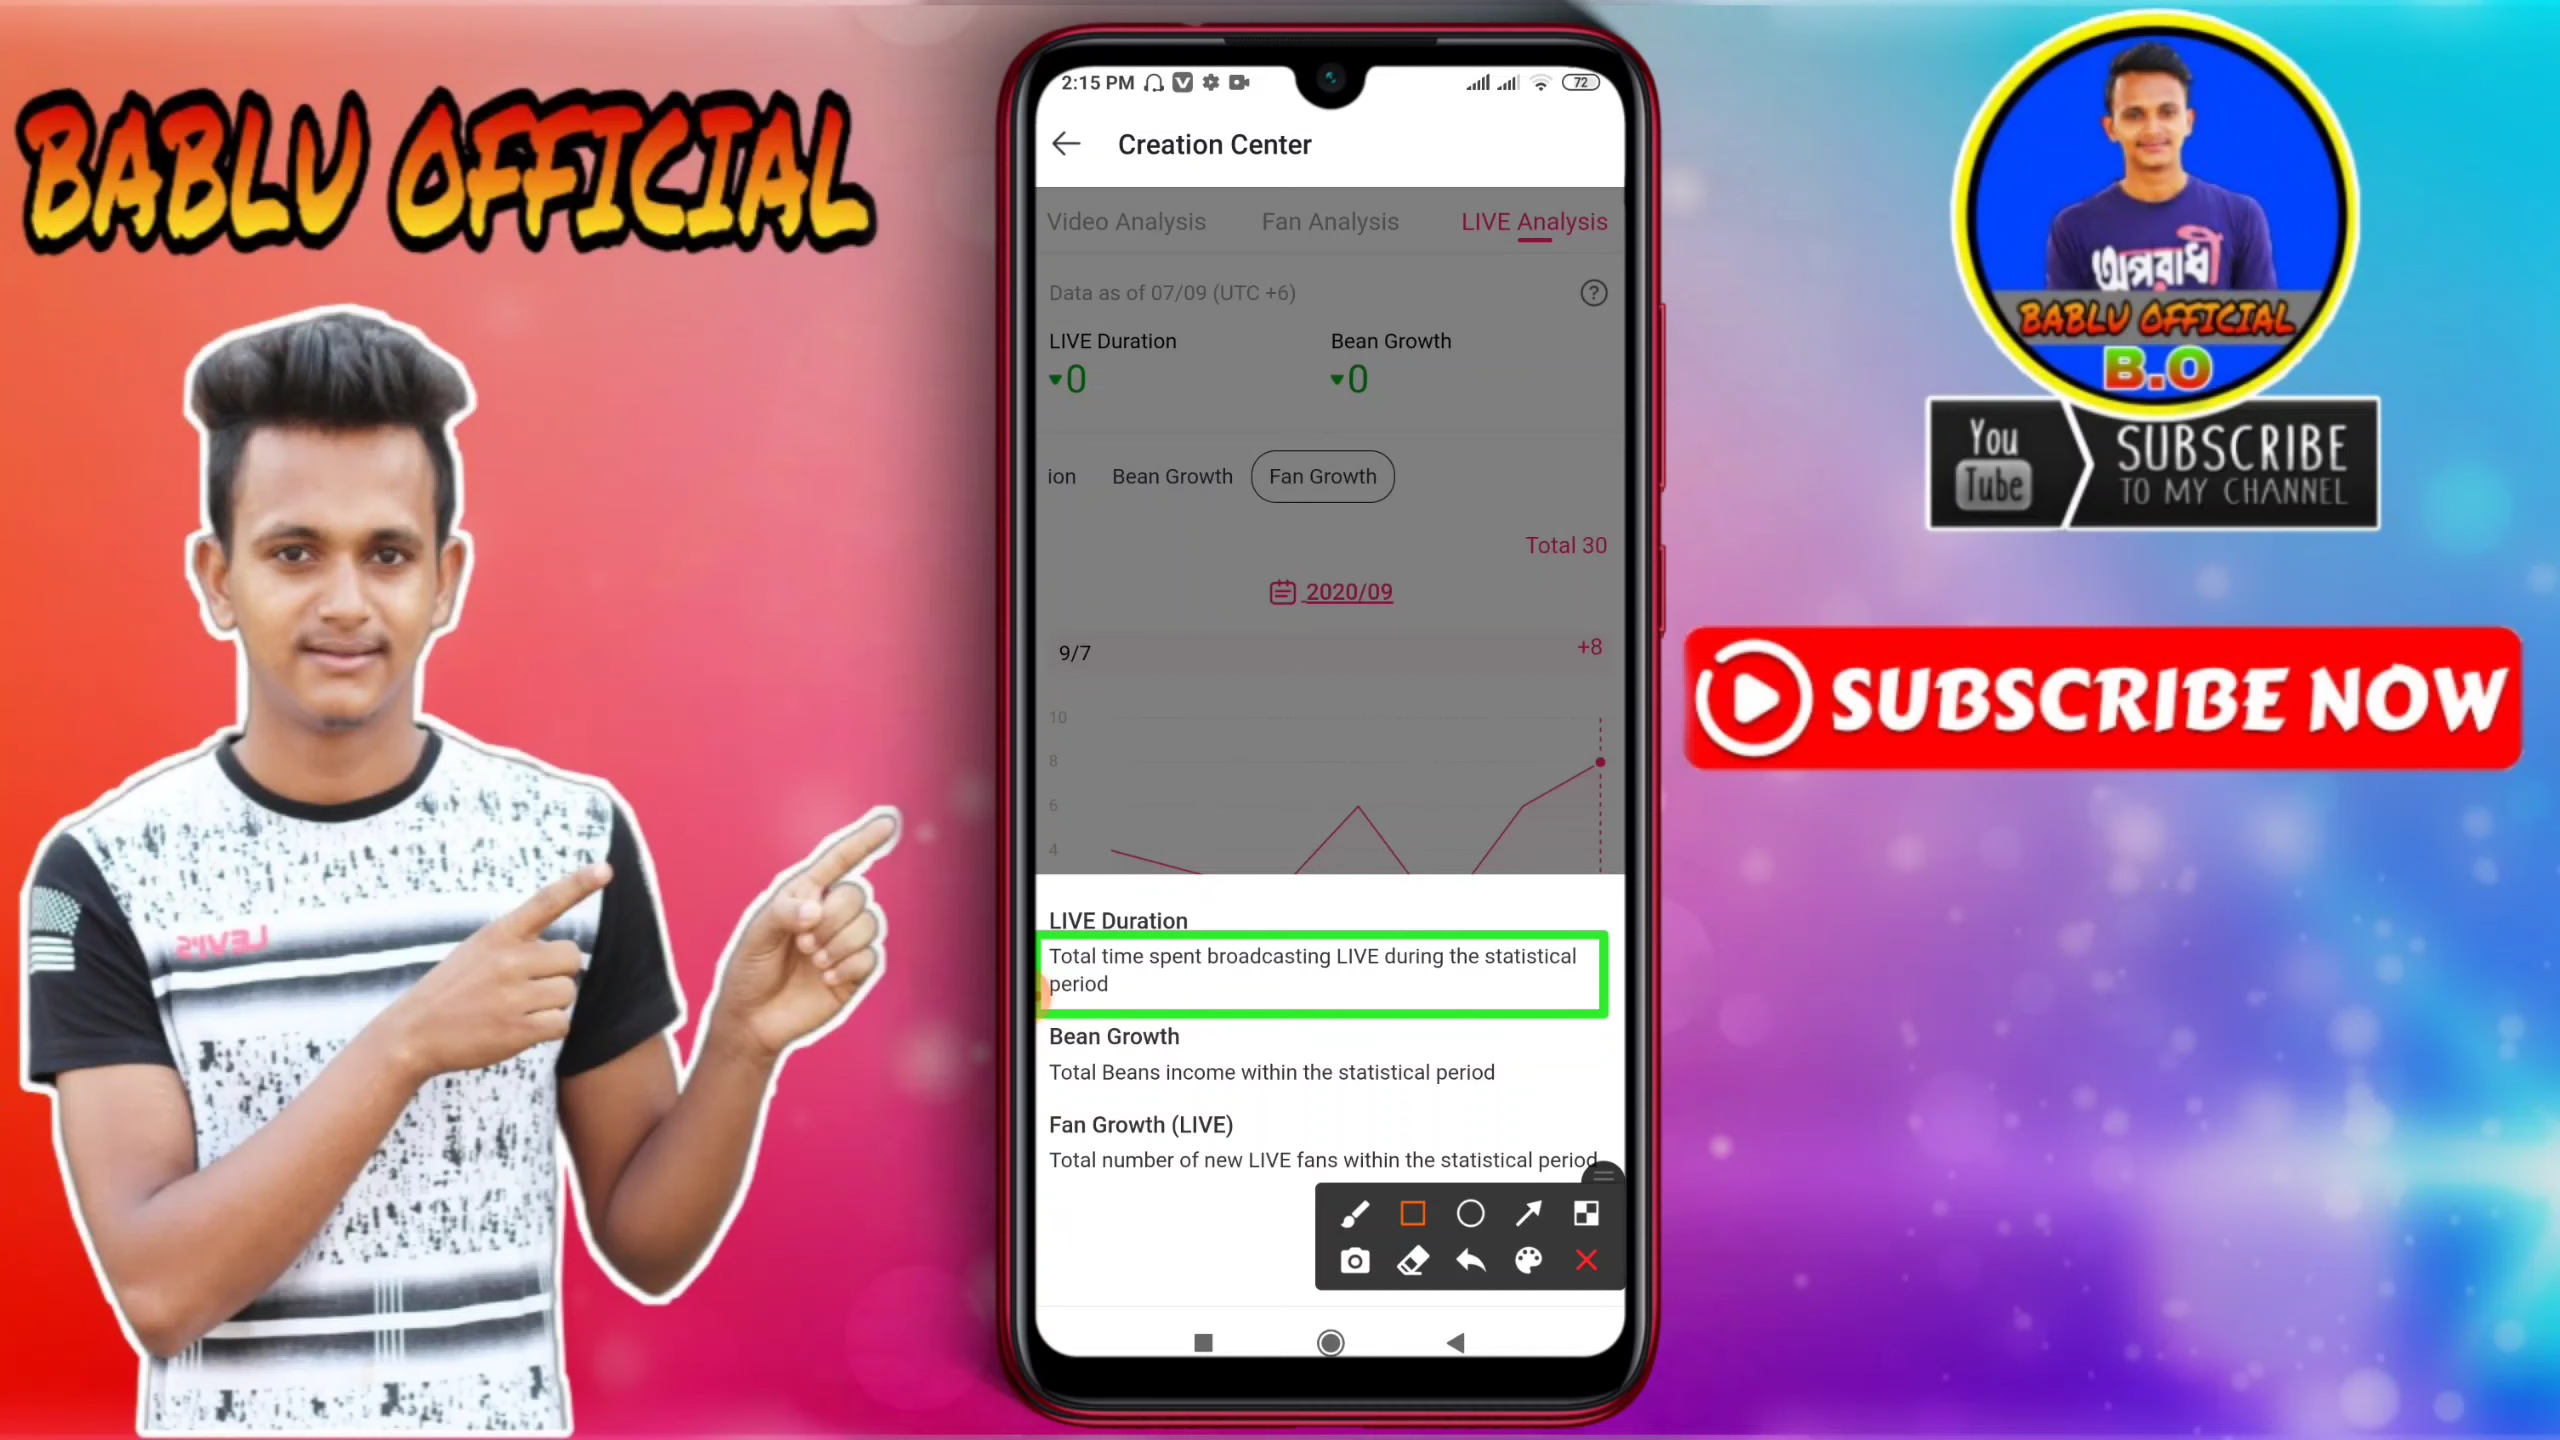 BABLU OFFICIAL
LEVI'S
2:15 PM
72
Creation Center
Video Analysis
Fan Analysis
LIVE Analysis
Data as of 07/09 (UTC +6)
?
LIVE Duration
Bean Growth
0
0
ion
Bean Growth
Fan Growth
Total 30
2020/09
9/7
+8
10
8
6
4
LIVE Duration
Total time spent broadcasting LIVE during the statistical
period
Bean Growth
Total Beans income within the statistical period
Fan Growth (LIVE)
Total number of new LIVE fans within the statistical period
অপরাধী
BABLU OFFICIAL
B.O
You
Tube
SUBSCRIBE
TO MY CHANNEL
SUBSCRIBE NOW